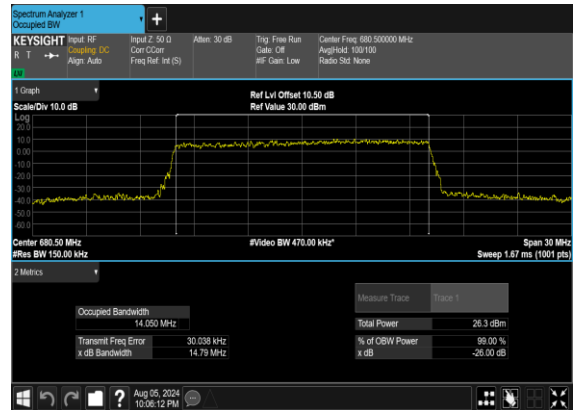 Spectrum Analyzer 1
Occupied BW
+
KEYSIGHT Input: RF Input Z: 50 Ω Atten: 30 dB Trig: Free Run Center Freq: 680.500000 MHz
R T Coupling: DC Corr CCorr Gate: Off Avg|Hold: 100/100
Align: Auto Freq Ref: Int (S) #IF Gain: Low Radio Std: None
1 Graph
Ref Lvl Offset 10.50 dB
Scale/Div 10.0 dB Ref Value 30.00 dBm
Log
20.0
10.0
0.00
-10.0
-20.0
-30.0
-40.0
-50.0
-60.0
Center 680.50 MHz #Video BW 470.00 kHz* Span 30 MHz
#Res BW 150.00 kHz Sweep 1.67 ms (1001 pts)
2 Metrics
Measure Trace Trace 1
Occupied Bandwidth
14.050 MHz
Total Power 26.3 dBm
Transmit Freq Error 30.038 kHz % of OBW Power 99.00 %
x dB Bandwidth 14.79 MHz x dB -26.00 dB
? Aug 05, 2024
10:06:12 PM